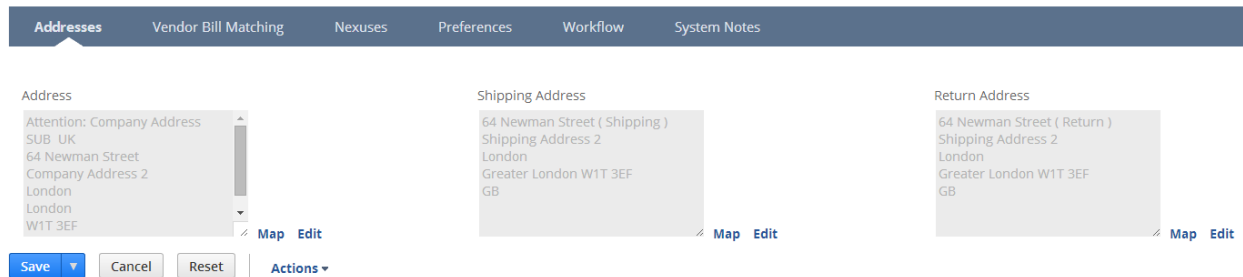 Addresses Vendor Bill Matching Nexuses Preferences Workflow System Notes
Address
Attention: Company Address
SUB UK
64 Newman Street
Company Address 2
London
London
W1T 3EF
Map Edit
Shipping Address
64 Newman Street ( Shipping )
Shipping Address 2
London
Greater London W1T 3EF
GB
Map Edit
Return Address
64 Newman Street ( Return )
Shipping Address 2
London
Greater London W1T 3EF
GB
Map Edit
Save Cancel Reset Actions